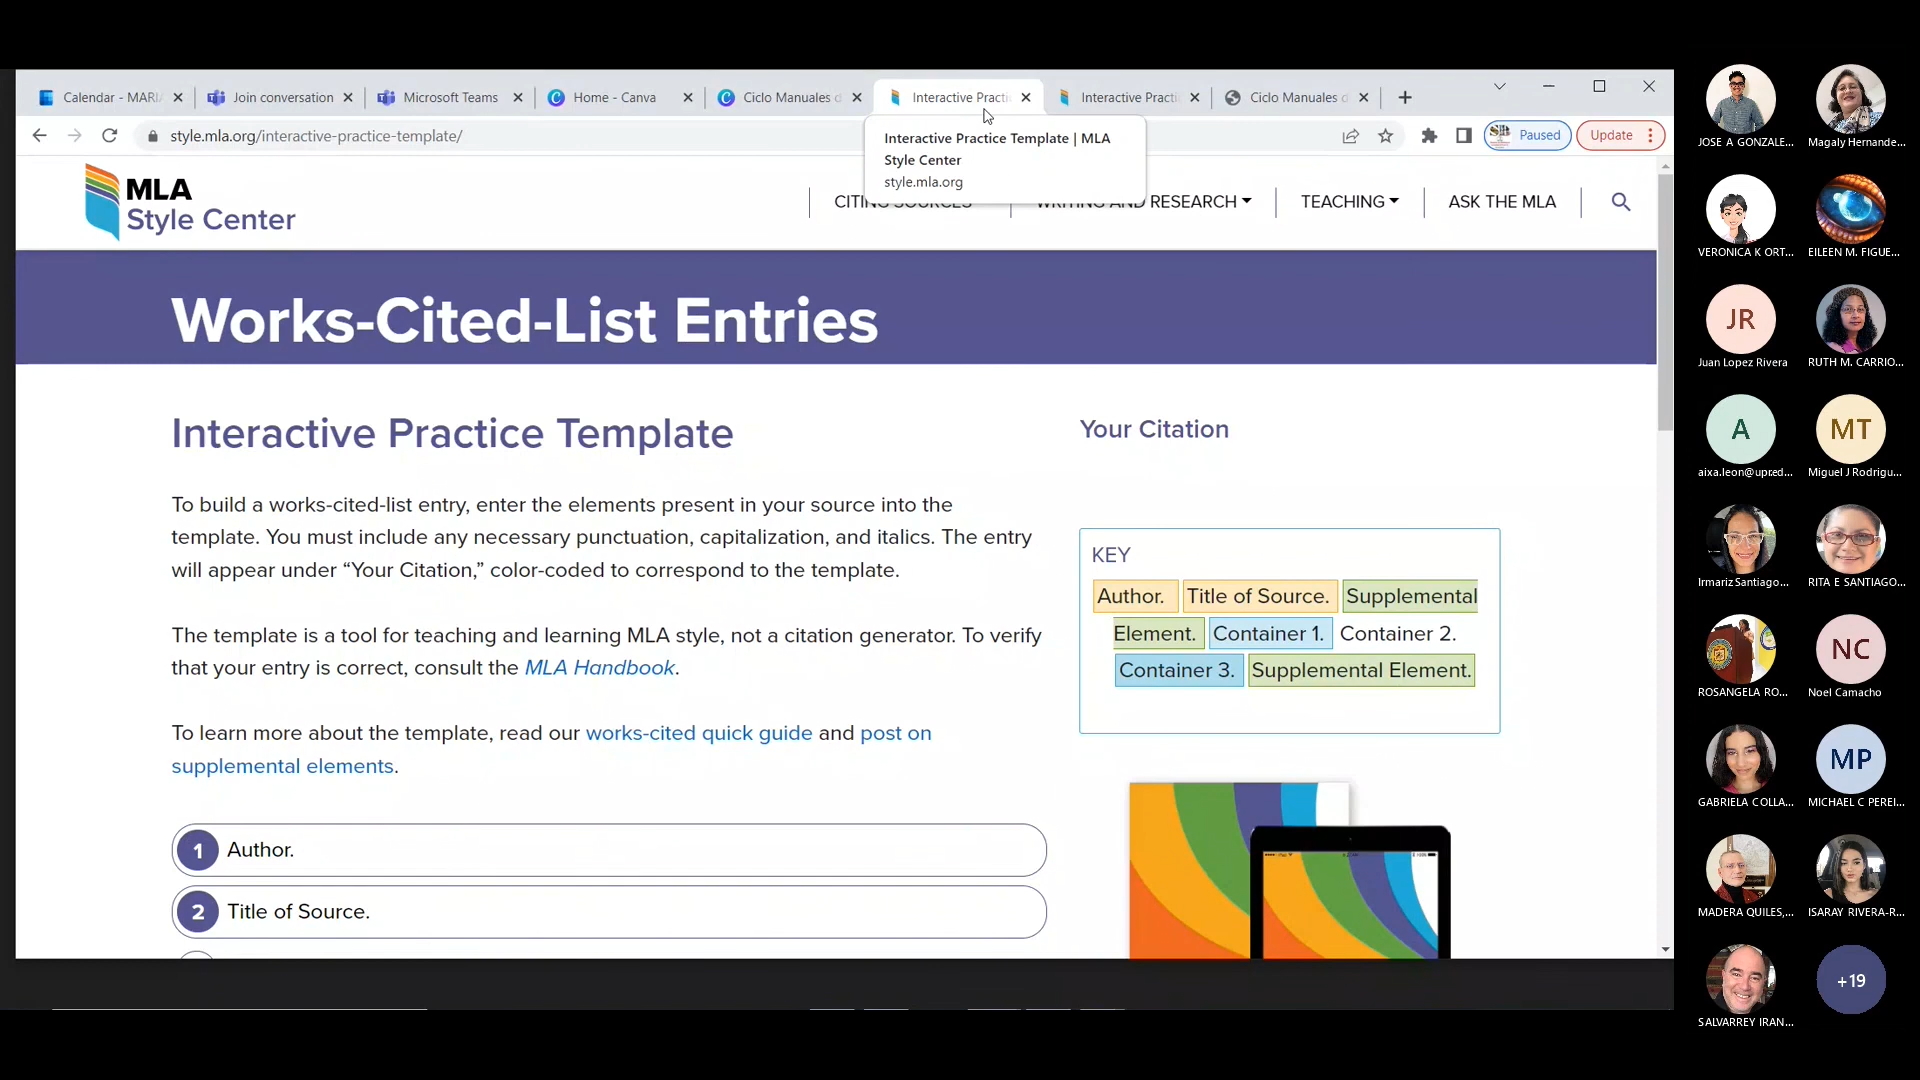 Calendar - MARI
Join conversation
Microsoft Teams
Home - Canva
Ciclo Manuales d
Interactive Practi
Interactive Practi
Ciclo Manuales d
style.mla.org/interactive-practice-template/
Paused
Update
Interactive Practice Template | MLA
Style Center
style.mla.org
MLA
Style Center
CITING SOURCES
WRITING AND RESEARCH
TEACHING
ASK THE MLA
Works-Cited-List Entries
Interactive Practice Template
To build a works-cited-list entry, enter the elements present in your source into the
template. You must include any necessary punctuation, capitalization, and italics. The entry
will appear under “Your Citation,” color-coded to correspond to the template.
The template is a tool for teaching and learning MLA style, not a citation generator. To verify
that your entry is correct, consult the MLA Handbook.
To learn more about the template, read our works-cited quick guide and post on
supplemental elements.
1 Author.
2 Title of Source.
Your Citation
KEY
Author. Title of Source. Supplemental
Element. Container 1. Container 2.
Container 3. Supplemental Element.
JOSE A GONZALE...
Magaly Hernande...
VERONICA K ORT...
EILEEN M. FIGUE...
JR
Juan Lopez Rivera
RUTH M. CARRIO...
A
aixa.leon@upr.ed...
MT
Miguel J Rodrigu...
Irmariz Santiago...
RITA E SANTIAGO...
ROSANGELA RO...
NC
Noel Camacho
GABRIELA COLLA...
MP
MICHAEL C PEREI...
MADERA QUILES,...
ISARAY RIVERA-R...
SALVARREY IRAN...
+19